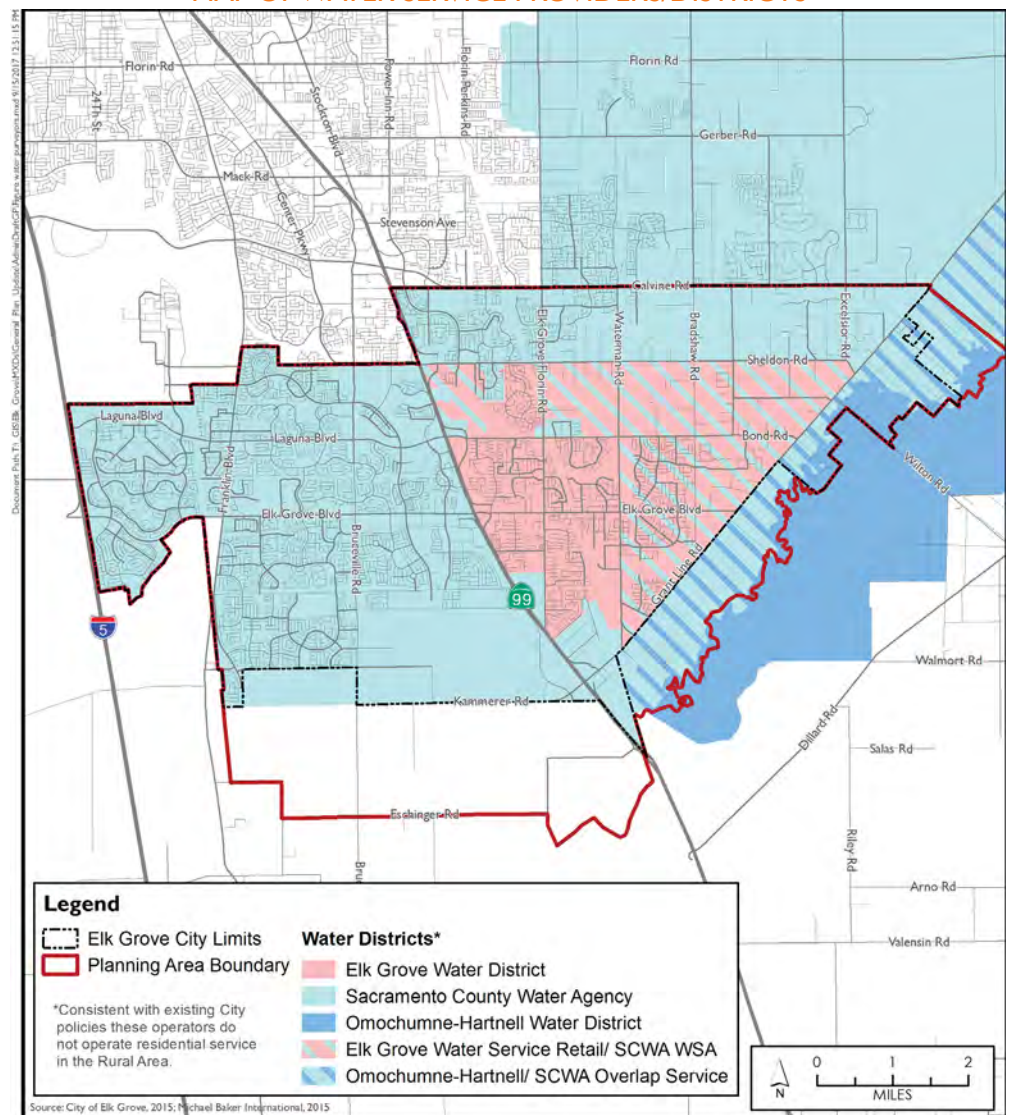 Florin Rd
Florin Rd
24Th St
Stockton Blvd
Power Inn Rd
Florin Perkins Rd
Gerber Rd
Mack Rd
Center Pkwy
Stevenson Ave
Calvine Rd
Elk Grove Florin Rd
Waterman Rd
Bradshaw Rd
Excelsior Rd
Sheldon Rd
Laguna Blvd
Laguna Blvd
Bond Rd
Franklin Blvd
Wilton Rd
Elk Grove Blvd
Elk Grove Blvd
Bruceville Rd
Grant Line Rd
99
5
Walmort Rd
Kammerer Rd
Dillard Rd
Salas Rd
Eschinger Rd
Riley Rd
Arno Rd
Valensin Rd
Legend
Elk Grove City Limits
Planning Area Boundary
*Consistent with existing City
policies these operators do
not operate residential service
in the Rural Area.
Water Districts*
Elk Grove Water District
Sacramento County Water Agency
Omochumne-Hartnell Water District
Elk Grove Water Service Retail/ SCWA WSA
Omochumne-Hartnell/ SCWA Overlap Service
0 1 2
N
MILES
Source: City of Elk Grove, 2015; Michael Baker International, 2015